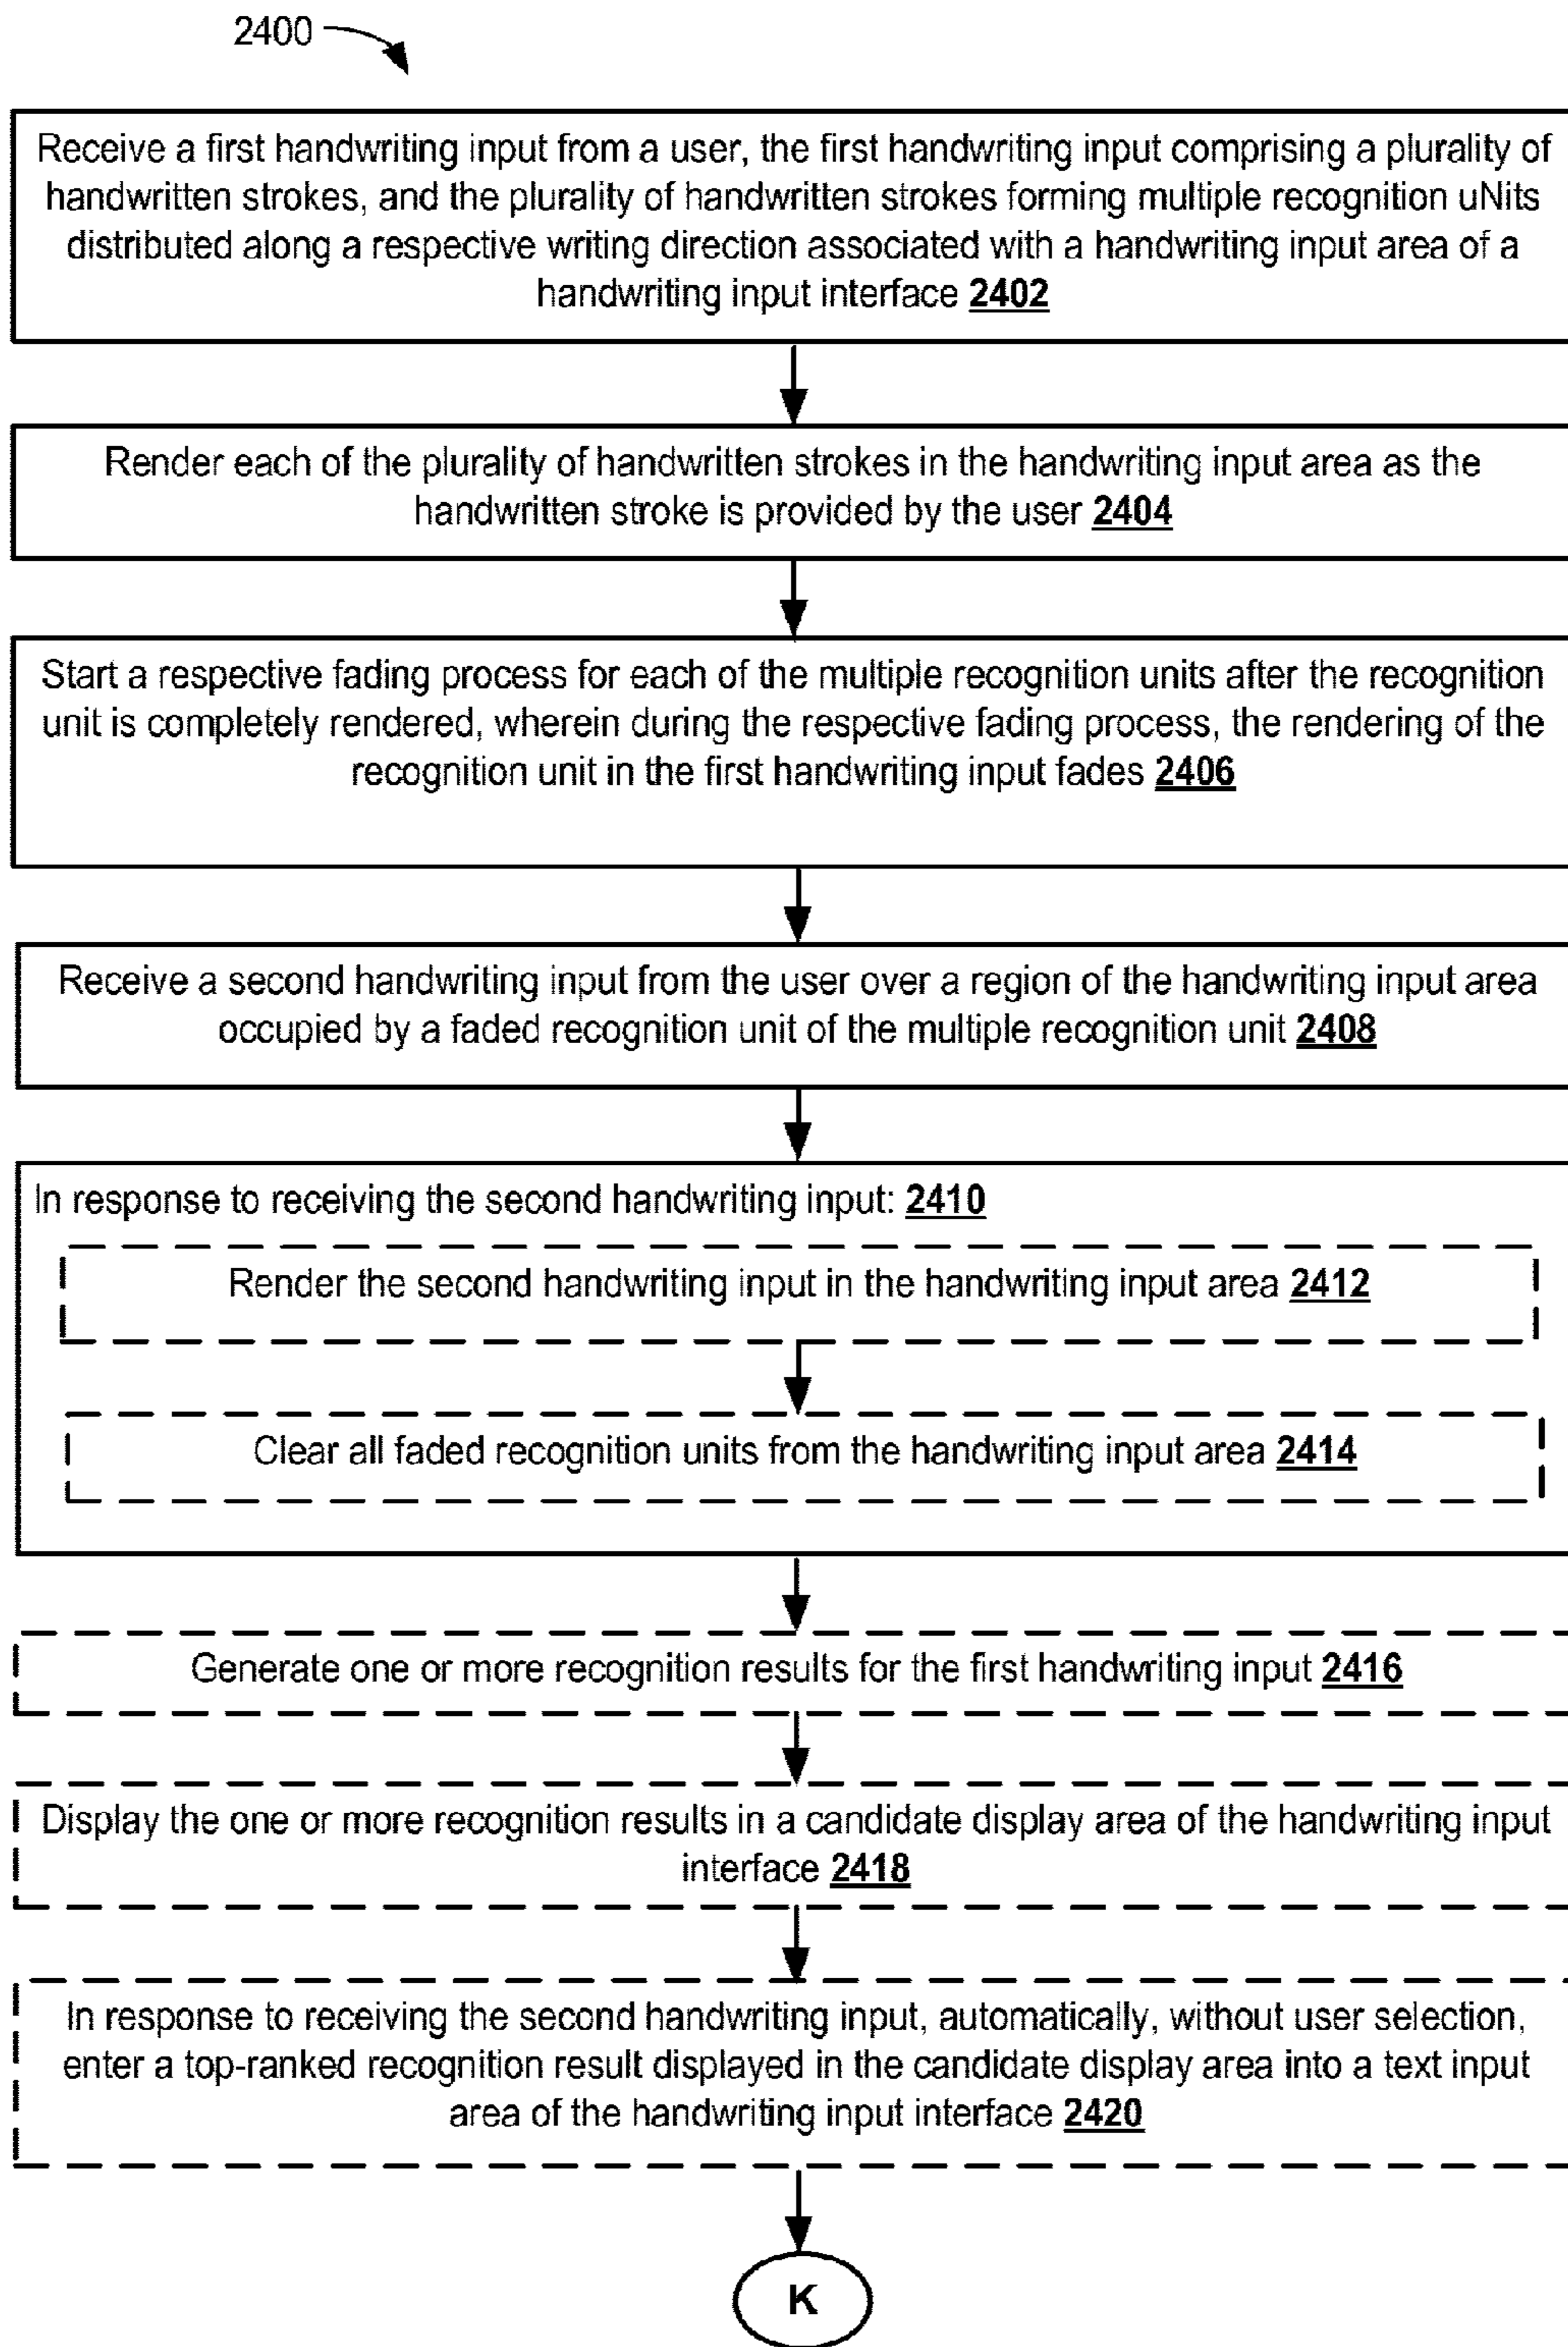 2400
Receive a first handwriting input from a user, the first handwriting input comprising a plurality of
handwritten strokes, and the plurality of handwritten strokes forming multiple recognition uNits
distributed along a respective writing direction associated with a handwriting input area of a
handwriting input interface 2402
Render each of the plurality of handwritten strokes in the handwriting input area as the
handwritten stroke is provided by the user 2404
Start a respective fading process for each of the multiple recognition units after the recognition
unit is completely rendered, wherein during the respective fading process, the rendering of the
recognition unit in the first handwriting input fades 2406
Receive a second handwriting input from the user over a region of the handwriting input area
occupied by a faded recognition unit of the multiple recognition unit 2408
In response to receiving the second handwriting input: 2410
Render the second handwriting input in the handwriting input area 2412
Clear all faded recognition units from the handwriting input area 2414
Generate one or more recognition results for the first handwriting input 2416
Display the one or more recognition results in a candidate display area of the handwriting input
interface 2418
In response to receiving the second handwriting input, automatically, without user selection,
enter a top-ranked recognition result displayed in the candidate display area into a text input
area of the handwriting input interface 2420
K